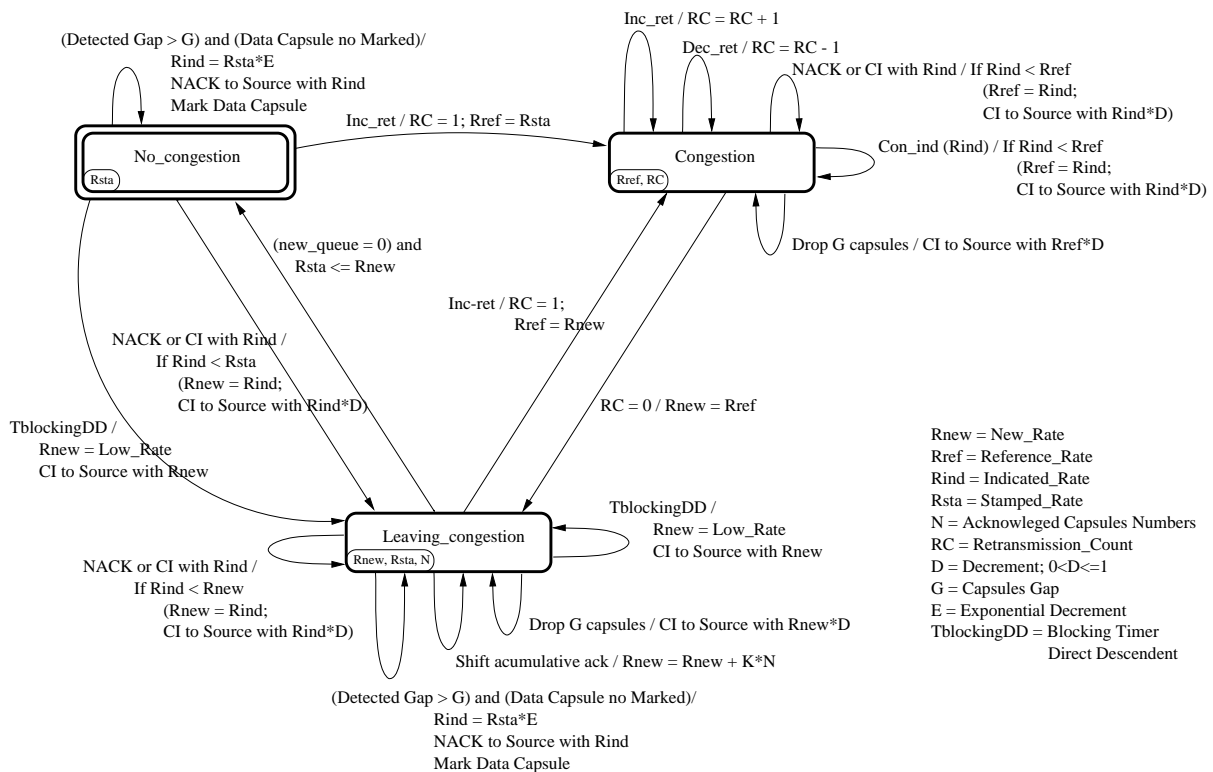 (Detected Gap > G) and (Data Capsule no Marked)/
Rind = Rsta*E
NACK to Source with Rind
Mark Data Capsule
Inc_ret / RC = RC + 1
Dec_ret / RC = RC - 1
NACK or CI with Rind / If Rind < Rref
(Rref = Rind;
CI to Source with Rind*D)
Inc_ret / RC = 1; Rref = Rsta
No_congestion
Rsta
Congestion
Rref, RC
Con_ind (Rind) / If Rind < Rref
(Rref = Rind;
CI to Source with Rind*D)
Drop G capsules / CI to Source with Rref*D
(new_queue = 0) and
Rsta <= Rnew
Inc-ret / RC = 1;
Rref = Rnew
NACK or CI with Rind /
If Rind < Rsta
(Rnew = Rind;
CI to Source with Rind*D)
RC = 0 / Rnew = Rref
TblockingDD /
Rnew = Low_Rate
CI to Source with Rnew
Leaving_congestion
Rnew, Rsta, N
TblockingDD /
Rnew = Low_Rate
CI to Source with Rnew
NACK or CI with Rind /
If Rind < Rnew
(Rnew = Rind;
CI to Source with Rind*D)
Drop G capsules / CI to Source with Rnew*D
Shift acumulative ack / Rnew = Rnew + K*N
(Detected Gap > G) and (Data Capsule no Marked)/
Rind = Rsta*E
NACK to Source with Rind
Mark Data Capsule
Rnew = New_Rate
Rref = Reference_Rate
Rind = Indicated_Rate
Rsta = Stamped_Rate
N = Acknowleged Capsules Numbers
RC = Retransmission_Count
D = Decrement; 0<D<=1
G = Capsules Gap
E = Exponential Decrement
TblockingDD = Blocking Timer
Direct Descendent